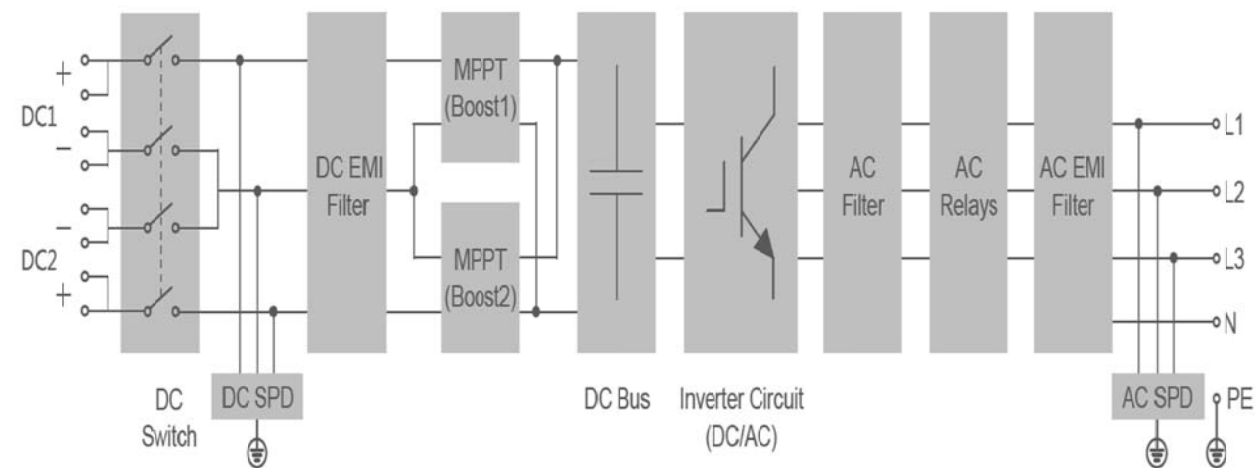 +
DC1
−
−
DC2
+
DC
Switch
DC SPD
DC EMI
Filter
MPPT
(Boost1)
MPPT
(Boost2)
DC Bus
Inverter Circuit
(DC/AC)
AC
Filter
AC
Relays
AC EMI
Filter
L1
L2
L3
N
AC SPD
PE